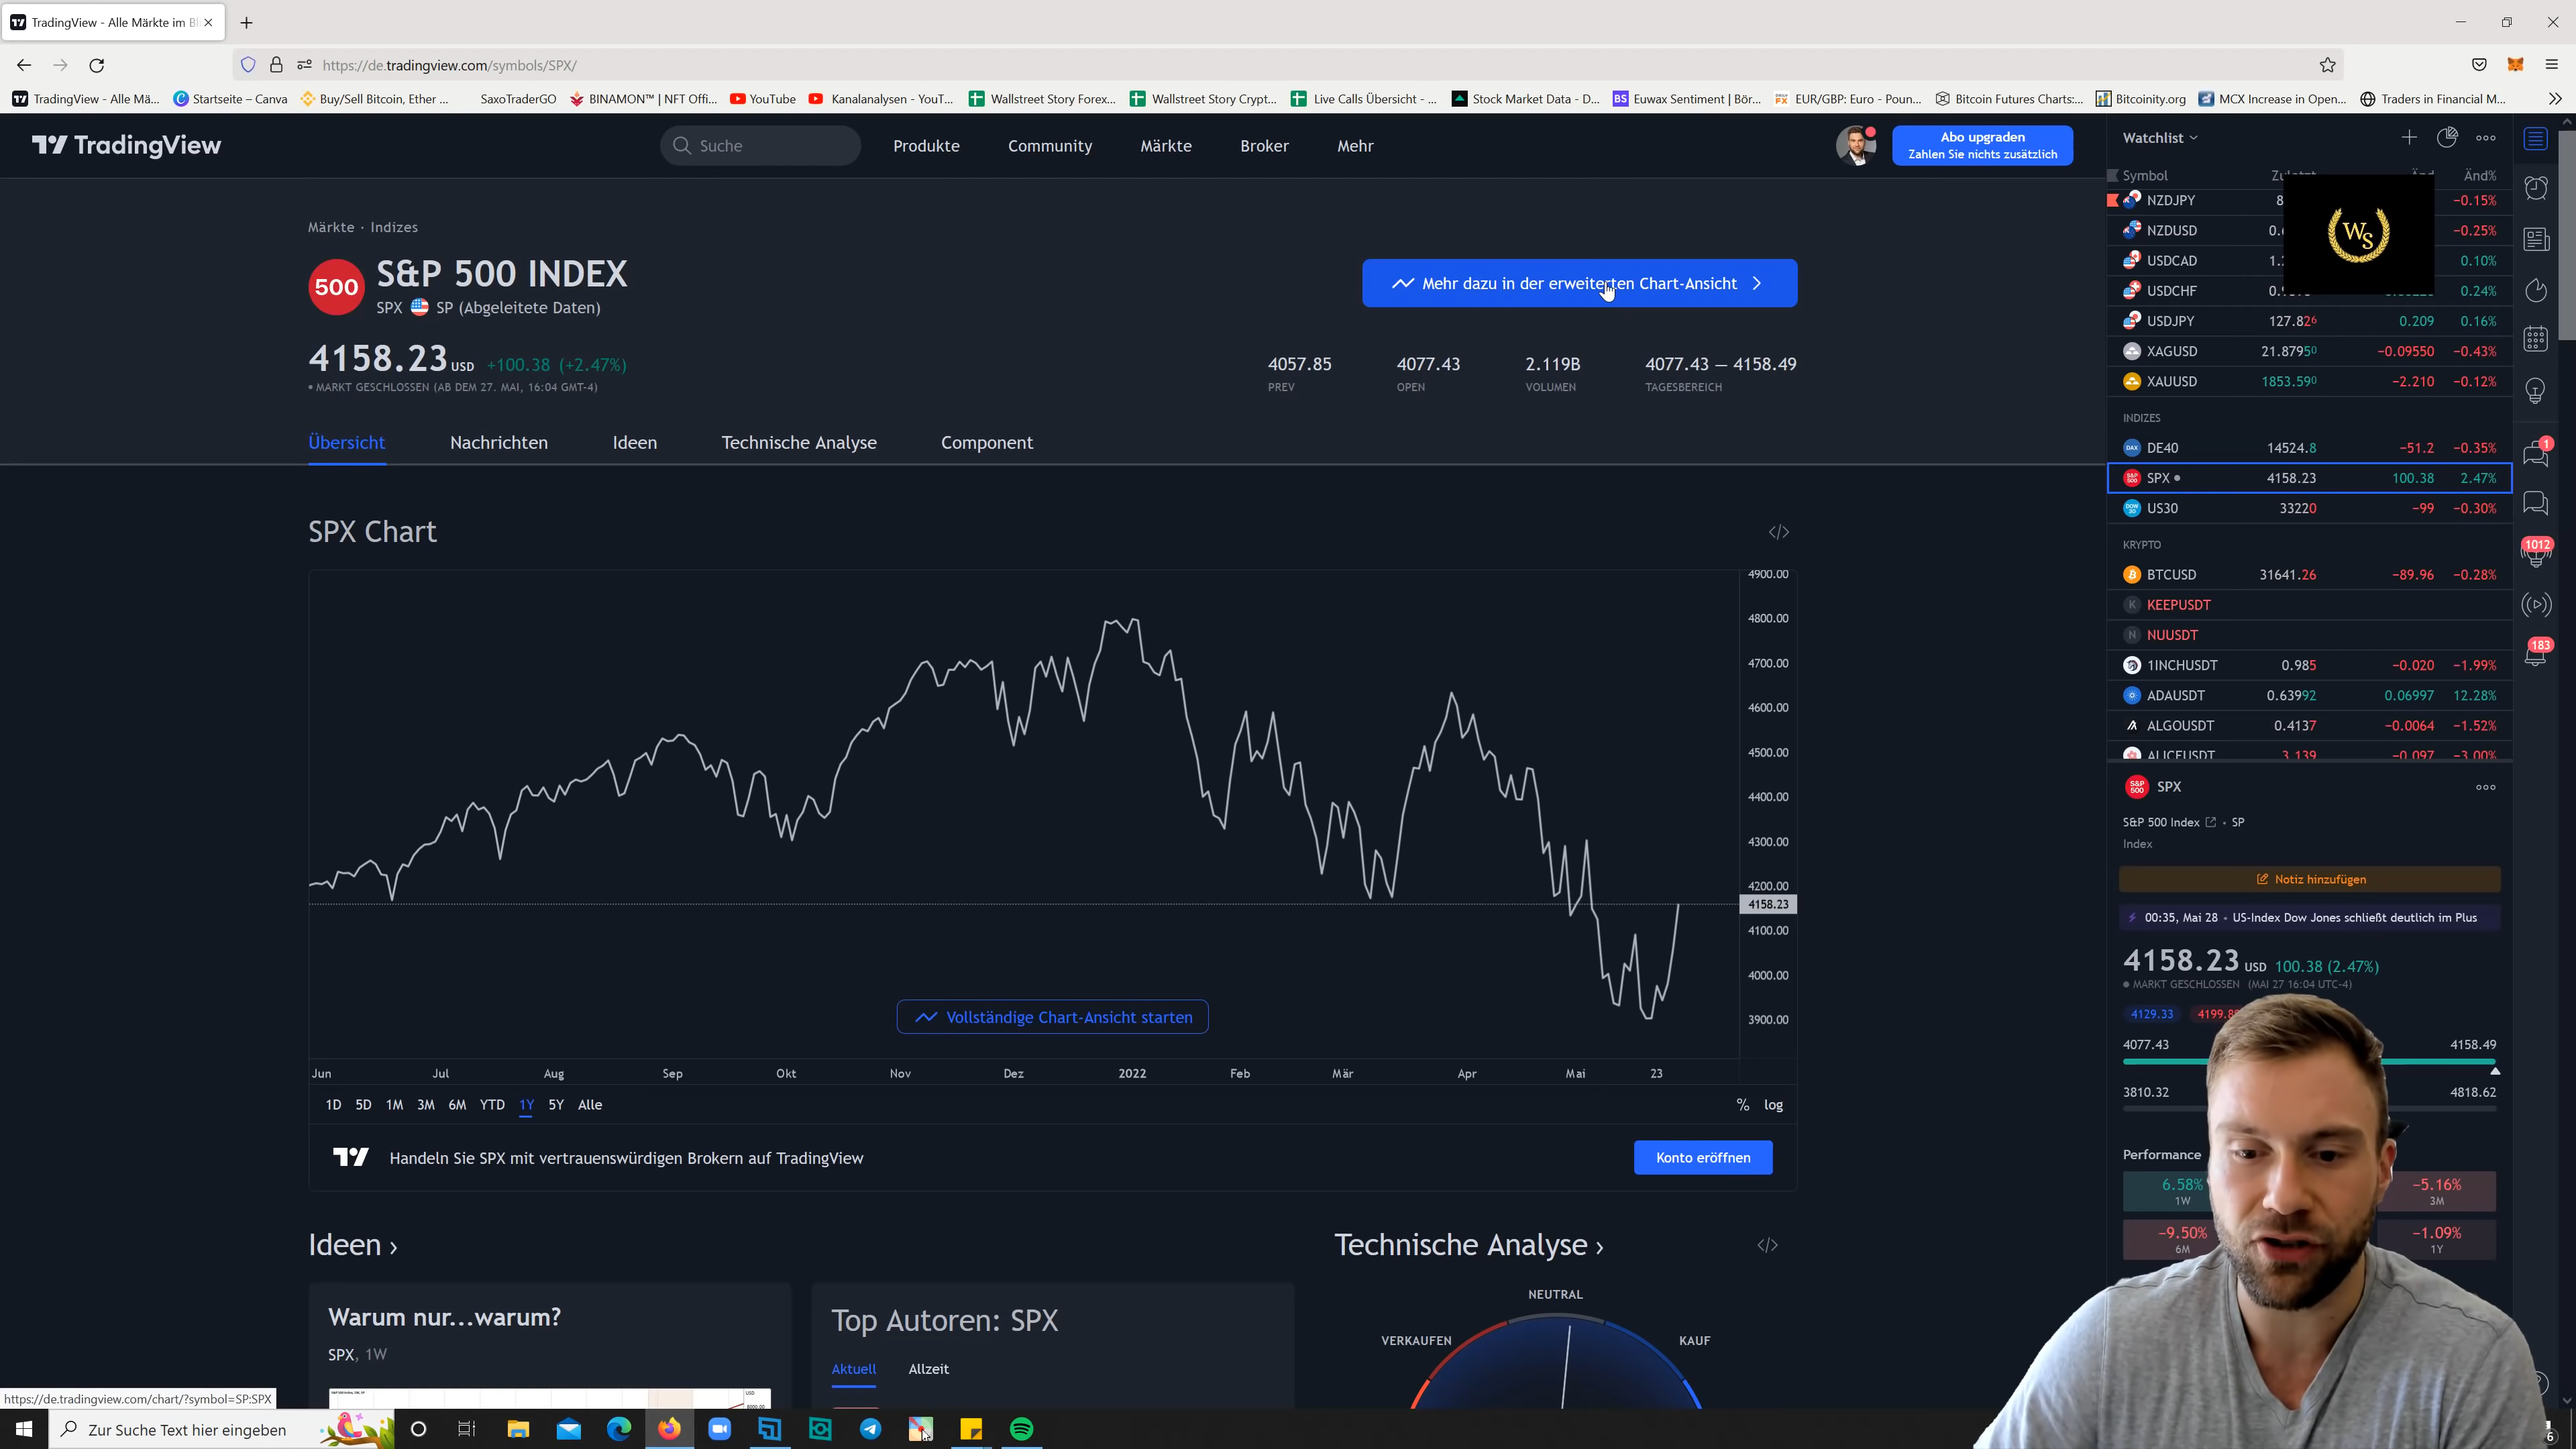 TradingView - Alle Märkte im Bl
https://de.tradingview.com/symbols/SPX/
TradingView - Alle Mä...
Startseite – Canva
Buy/Sell Bitcoin, Ether ...
SaxoTraderGO
BINAMON™ | NFT Offi...
YouTube
Kanalanalysen - YouT...
Wallstreet Story Forex...
Wallstreet Story Crypt...
Live Calls Übersicht - ...
Stock Market Data - D...
BS Euwax Sentiment | Bör...
EUR/GBP: Euro - Poun...
Bitcoin Futures Charts:...
Bitcoinity.org
MCX Increase in Open...
Traders in Financial M...
TradingView
Suche
Produkte
Community
Märkte
Broker
Mehr
Abo upgraden
Zahlen Sie nichts zusätzlich
Märkte · Indizes
500
S&P 500 INDEX
SPX SP (Abgeleitete Daten)
Mehr dazu in der erweiterten Chart-Ansicht
4158.23 USD +100.38 (+2.47%)
• MARKT GESCHLOSSEN (AB DEM 27. MAI, 16:04 GMT-4)
4057.85 4077.43 2.119B 4077.43 — 4158.49
PREV OPEN VOLUMEN TAGESBEREICH
Übersicht Nachrichten Ideen Technische Analyse Component
SPX Chart
4900.00
4800.00
4700.00
4600.00
4500.00
4400.00
4300.00
4200.00
4158.23
4100.00
4000.00
3900.00
Vollständige Chart-Ansicht starten
Jun Jul Aug Sep Okt Nov Dez 2022 Feb Mär Apr Mai 23
1D 5D 1M 3M 6M YTD 1Y 5Y Alle % log
Handeln Sie SPX mit vertrauenswürdigen Brokern auf TradingView
Konto eröffnen
Ideen ›
Technische Analyse ›
Warum nur...warum?
SPX, 1W
Top Autoren: SPX
Aktuell Allzeit
NEUTRAL
VERKAUFEN KAUF
Watchlist
Symbol Änd%
NZDJPY 8 −0.15%
NZDUSD 0. −0.25%
USDCAD 1. 0.10%
USDCHF 0. 0.24%
USDJPY 127.826 0.209 0.16%
XAGUSD 21.87950 −0.09550 −0.43%
XAUUSD 1853.590 −2.210 −0.12%
WS
INDIZES
DE40 14524.8 −51.2 −0.35%
SPX 4158.23 100.38 2.47%
US30 33220 −99 −0.30%
KRYPTO
BTCUSD 31641.26 −89.96 −0.28%
KEEPUSDT
NUUSDT
1INCHUSDT 0.985 −0.020 −1.99%
ADAUSDT 0.63992 0.06997 12.28%
ALGOUSDT 0.4137 −0.0064 −1.52%
ALICEUSDT 3.139 −0.097 −3.00%
1
1012
183
SPX
S&P 500 Index • SP
Index
Notiz hinzufügen
00:35, Mai 28 • US-Index Dow Jones schließt deutlich im Plus
4158.23 USD 100.38 (2.47%)
• MARKT GESCHLOSSEN (MAI 27 16:04 UTC-4)
4129.33
4077.43 4158.49
3810.32 4818.62
Performance
6.58% −5.16%
1W 3M
−9.50% −1.09%
6M 1Y
https://de.tradingview.com/chart/?symbol=SP:SPX
Zur Suche Text hier eingeben